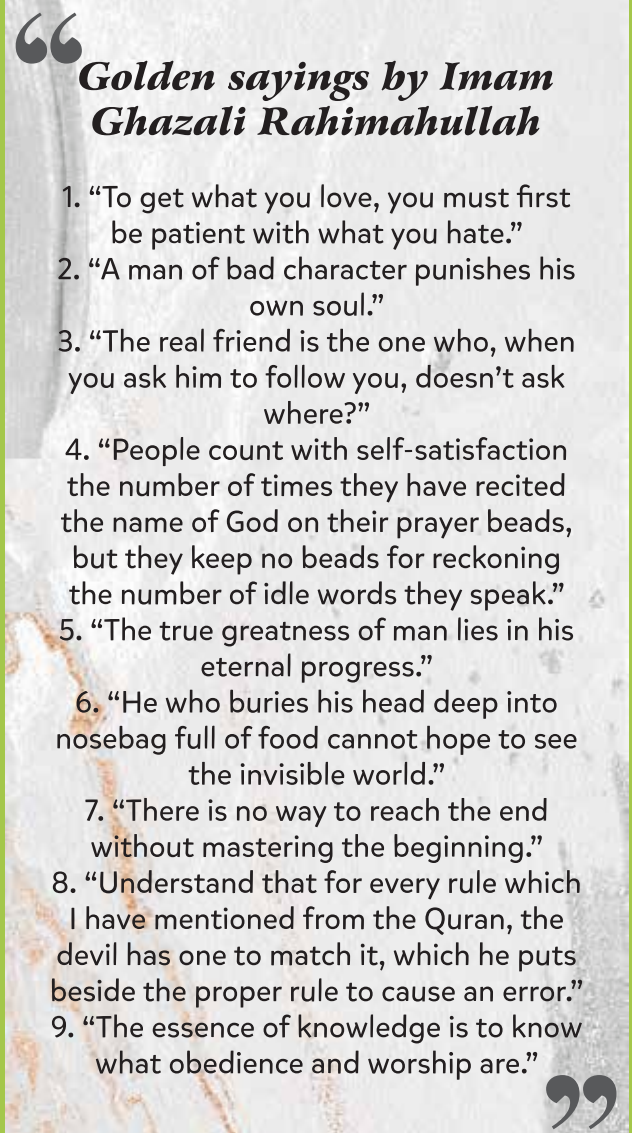 “
Golden sayings by Imam
Ghazali Rahimahullah
1. “To get what you love, you must first
be patient with what you hate.”
2. “A man of bad character punishes his
own soul.”
3. “The real friend is the one who, when
you ask him to follow you, doesn’t ask
where?”
4. “People count with self-satisfaction
the number of times they have recited
the name of God on their prayer beads,
but they keep no beads for reckoning
the number of idle words they speak.”
5. “The true greatness of man lies in his
eternal progress.”
6. “He who buries his head deep into
nosebag full of food cannot hope to see
the invisible world.”
7. “There is no way to reach the end
without mastering the beginning.”
8. “Understand that for every rule which
I have mentioned from the Quran, the
devil has one to match it, which he puts
beside the proper rule to cause an error.”
9. “The essence of knowledge is to know
what obedience and worship are.”
”